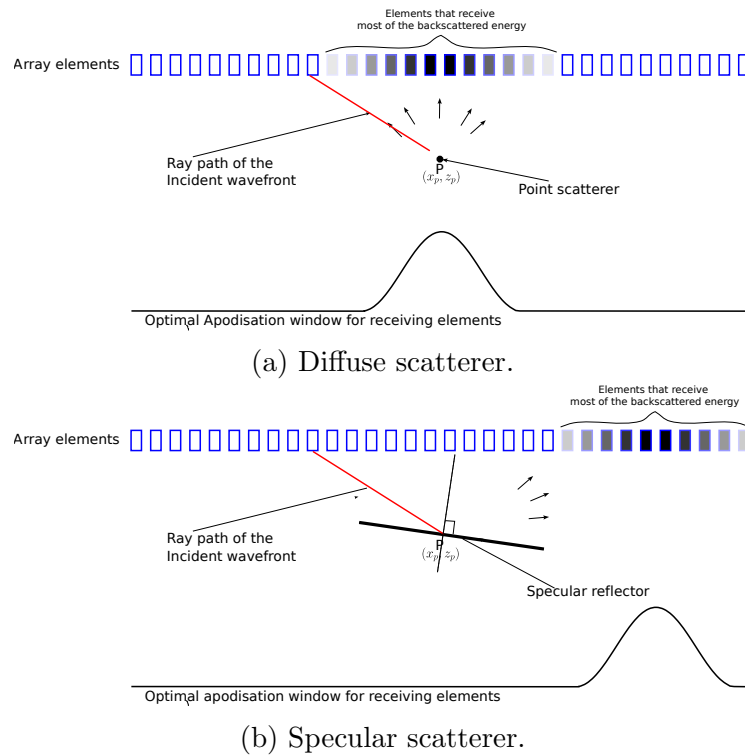 Elements that receive
most of the backscattered energy
Array elements
Ray path of the
Incident wavefront
P
(x_p, z_p)
Point scatterer
Optimal Apodisation window for receiving elements
(a) Diffuse scatterer.
Elements that receive
most of the backscattered energy
Array elements
Ray path of the
Incident wavefront
P
(x_p, z_p)
Specular reflector
Optimal apodisation window for receiving elements
(b) Specular scatterer.